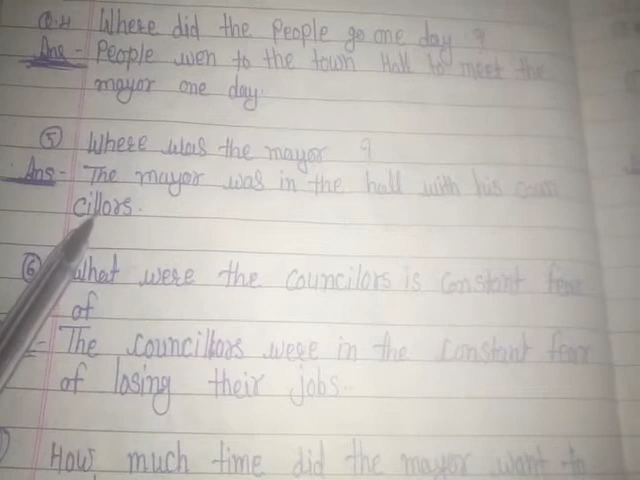 Q.4 Where did the People go one day ?
Ans - People wen to the town Hall to meet the
mayor one day.
⑤ Where was the mayor ?
Ans - The mayor was in the hall with his coun
cillors.
⑥ What were the councilors is constant fear
of
- The councillors were in the constant fear
of losing their jobs.
How much time did the mayor want to